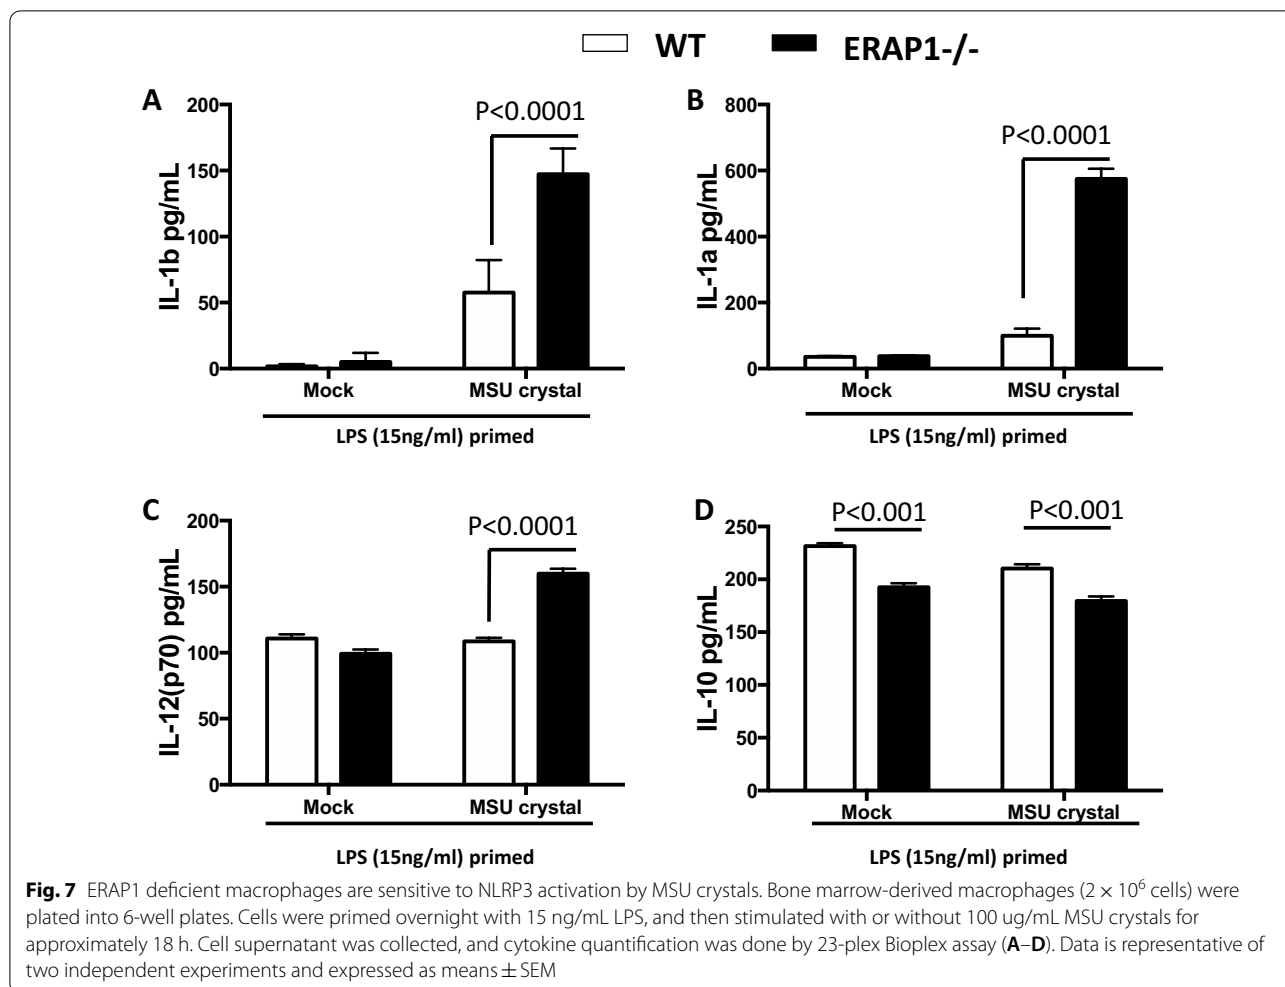 WT ERAP1-/-
A
P<0.0001
IL-1b pg/mL
200
150
100
50
0
Mock MSU crystal
LPS (15ng/ml) primed
B
P<0.0001
IL-1a pg/mL
800
600
400
200
0
Mock MSU crystal
LPS (15ng/ml) primed
C
P<0.0001
IL-12(p70) pg/mL
200
150
100
50
0
Mock MSU crystal
LPS (15ng/ml) primed
D
P<0.001 P<0.001
IL-10 pg/mL
250
200
150
100
50
0
Mock MSU crystal
LPS (15ng/ml) primed
Fig. 7 ERAP1 deficient macrophages are sensitive to NLRP3 activation by MSU crystals. Bone marrow-derived macrophages (2 × 10⁶ cells) were
plated into 6-well plates. Cells were primed overnight with 15 ng/mL LPS, and then stimulated with or without 100 ug/mL MSU crystals for
approximately 18 h. Cell supernatant was collected, and cytokine quantification was done by 23-plex Bioplex assay (A–D). Data is representative of
two independent experiments and expressed as means ± SEM